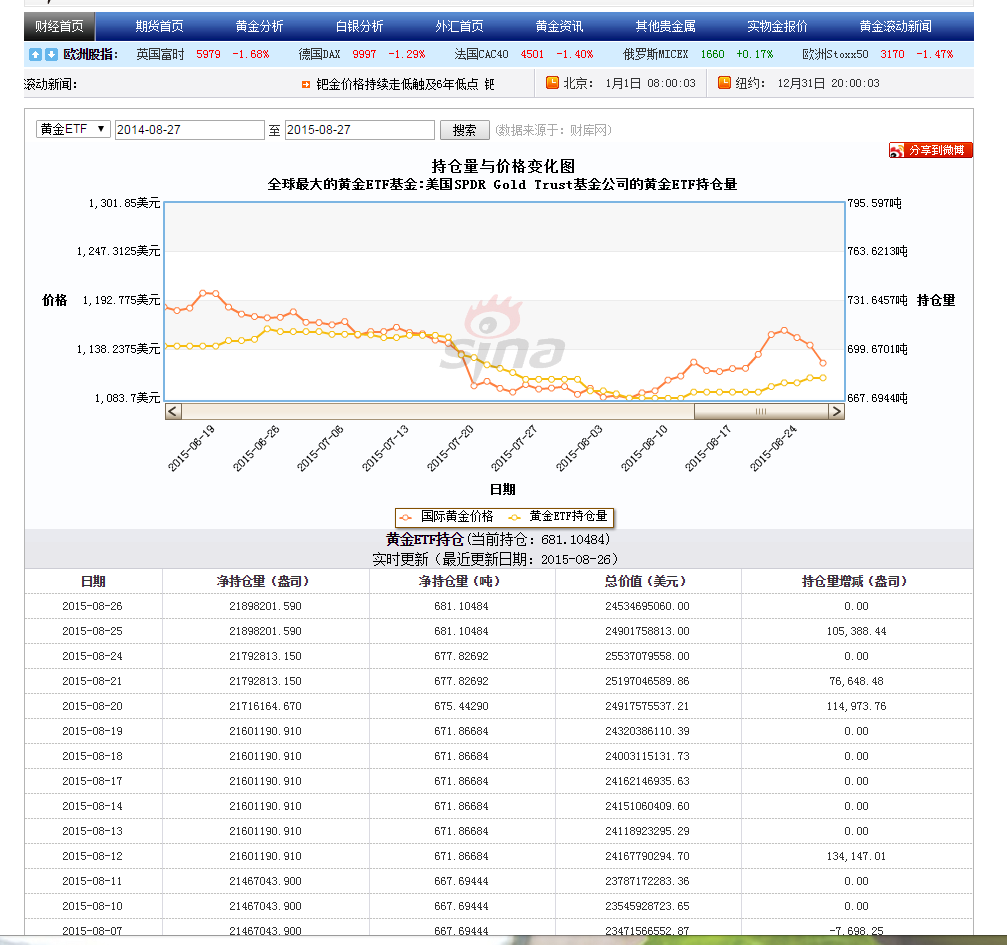 财经首页 期货首页 黄金分析 白银分析 外汇首页 黄金资讯 其他贵金属 实物金报价 黄金滚动新闻
欧洲股指: 英国富时 5979 -1.68% 德国DAX 9997 -1.29% 法国CAC40 4501 -1.40% 俄罗斯MICEX 1660 +0.17% 欧洲Stoxx50 3170 -1.47%
滚动新闻: 钯金价格持续走低触及6年低点 钯 北京: 1月1日 08:00:03 纽约: 12月31日 20:00:03
黄金ETF 2014-08-27 至 2015-08-27 搜索 (数据来源于: 财库网)
分享到微博
持仓量与价格变化图
全球最大的黄金ETF基金:美国SPDR Gold Trust基金公司的黄金ETF持仓量
1,301.85美元 795.597吨
1,247.3125美元 763.6213吨
价格 1,192.775美元 731.6457吨 持仓量
sina
1,138.2375美元 699.6701吨
1,083.7美元 667.6944吨
2015-06-19 2015-06-26 2015-07-06 2015-07-13 2015-07-20 2015-07-27 2015-08-03 2015-08-10 2015-08-17 2015-08-24
日期
国际黄金价格 黄金ETF持仓量
黄金ETF持仓(当前持仓: 681.10484)
实时更新（最近更新日期: 2015-08-26）
日期 净持仓量（盎司） 净持仓量（吨） 总价值（美元） 持仓量增减（盎司）
2015-08-26 21898201.590 681.10484 24534695060.00 0.00
2015-08-25 21898201.590 681.10484 24901758813.00 105,388.44
2015-08-24 21792813.150 677.82692 25537079558.00 0.00
2015-08-21 21792813.150 677.82692 25197046589.86 76,648.48
2015-08-20 21716164.670 675.44290 24917575537.21 114,973.76
2015-08-19 21601190.910 671.86684 24320386110.39 0.00
2015-08-18 21601190.910 671.86684 24003115131.73 0.00
2015-08-17 21601190.910 671.86684 24162146935.63 0.00
2015-08-14 21601190.910 671.86684 24151060409.60 0.00
2015-08-13 21601190.910 671.86684 24118923295.29 0.00
2015-08-12 21601190.910 671.86684 24167790294.70 134,147.01
2015-08-11 21467043.900 667.69444 23787172283.36 0.00
2015-08-10 21467043.900 667.69444 23545928723.65 0.00
2015-08-07 21467043.900 667.69444 23471566552.87 -7,698.25